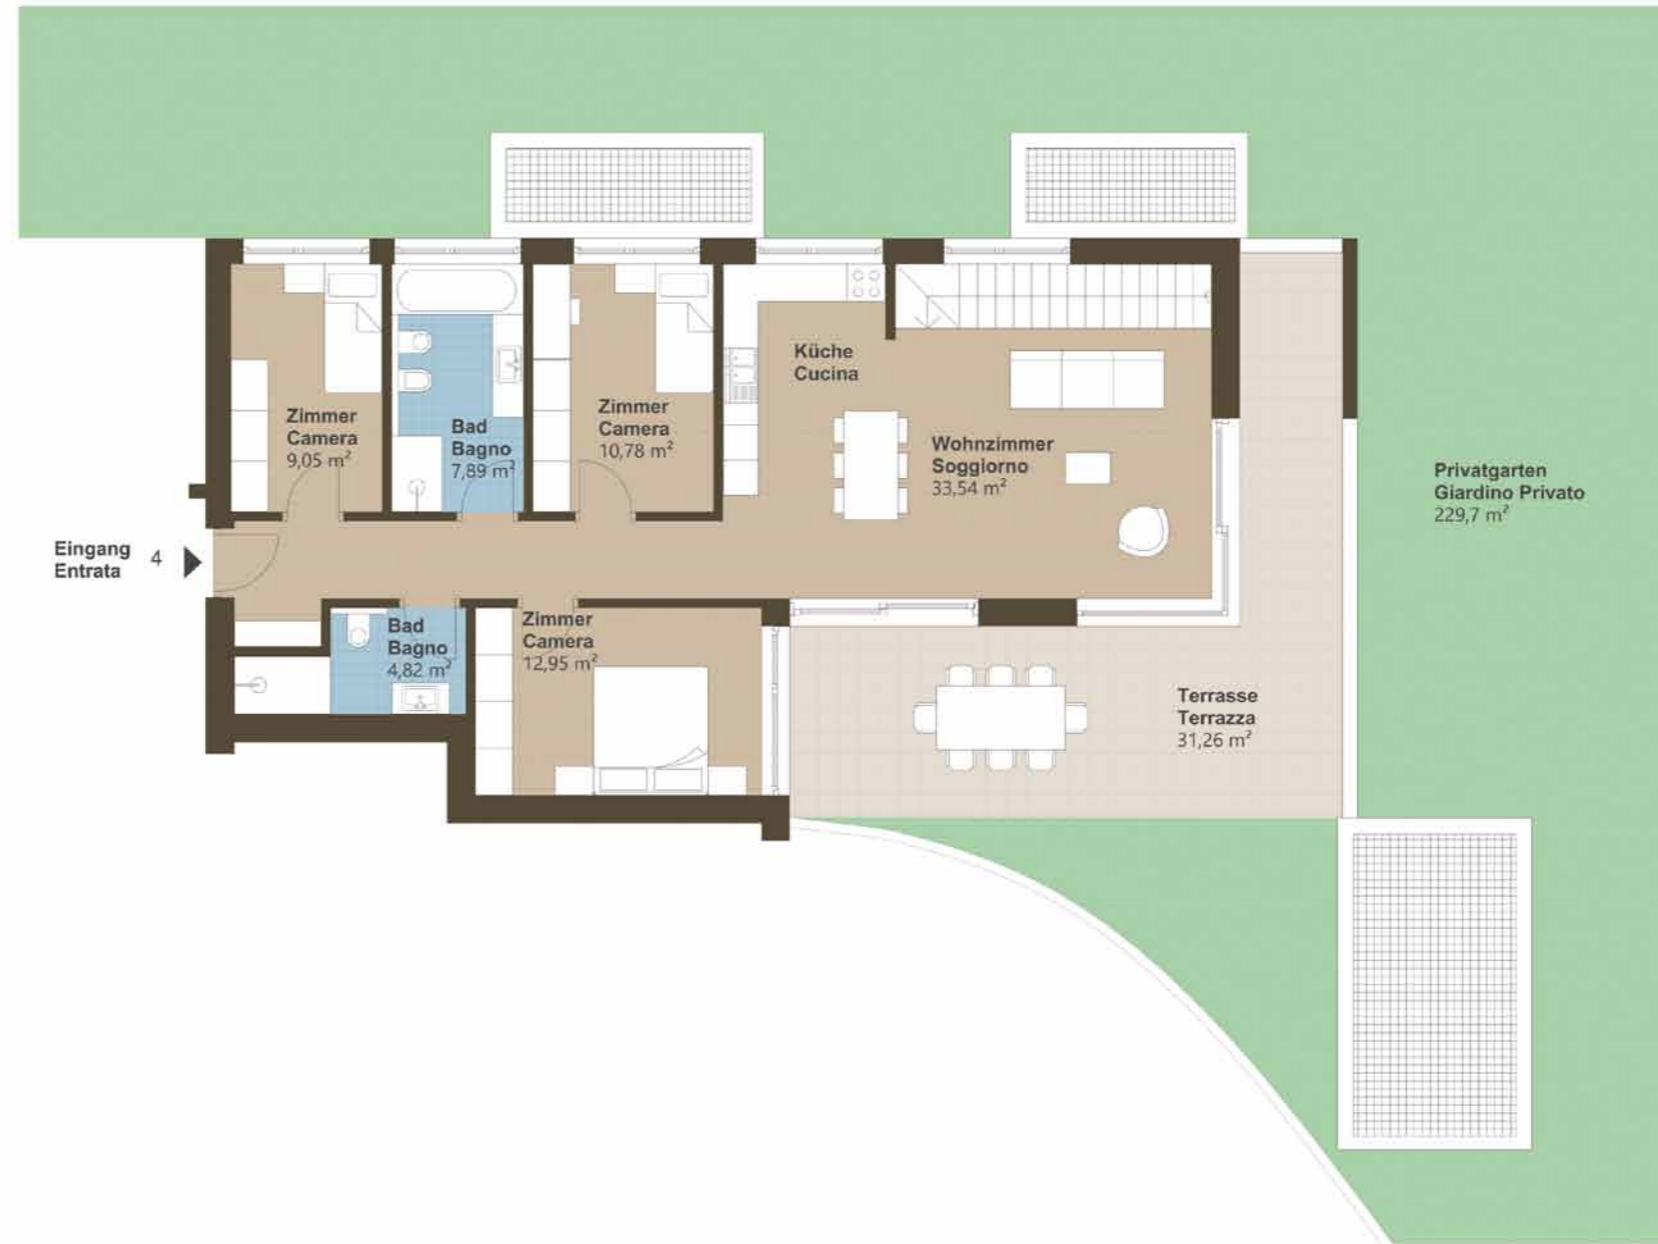 Küche
Cucina
Zimmer
Camera
9,05 m²
Bad
Bagno
7,89 m²
Zimmer
Camera
10,78 m²
Wohnzimmer
Soggiorno
33,54 m²
Privatgarten
Giardino Privato
229,7 m²
Eingang
Entrata
4
Bad
Bagno
4,82 m²
Zimmer
Camera
12,95 m²
Terrasse
Terrazza
31,26 m²